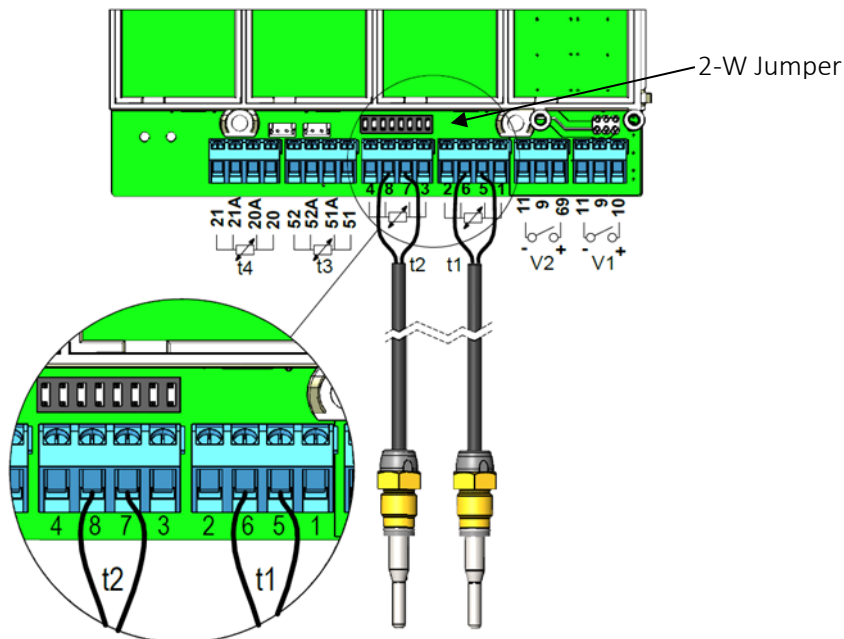 2-W Jumper
4 8 7 3
2 6 5 1
21 21A 20A 20
52 52A 51A 51
11 9 69
11 9 10
t4
t3
t2
t1
- +
V2
- +
V1
4 8 7 3 2 6 5 1
t2
t1